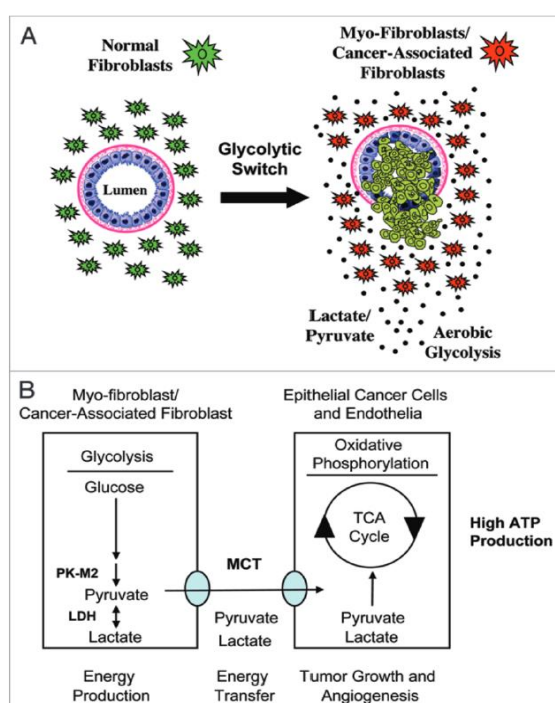 A
Normal
Fibroblasts
Myo-Fibroblasts/
Cancer-Associated
Fibroblasts
Lumen
Glycolytic
Switch
Lactate/
Pyruvate
Aerobic
Glycolysis
B
Myo-fibroblast/
Cancer-Associated Fibroblast
Glycolysis
Glucose
PK-M2
Pyruvate
LDH
Lactate
Energy
Production
MCT
Pyruvate
Lactate
Energy
Transfer
Epithelial Cancer Cells
and Endothelia
Oxidative
Phosphorylation
TCA
Cycle
Pyruvate
Lactate
Tumor Growth and
Angiogenesis
High ATP
Production